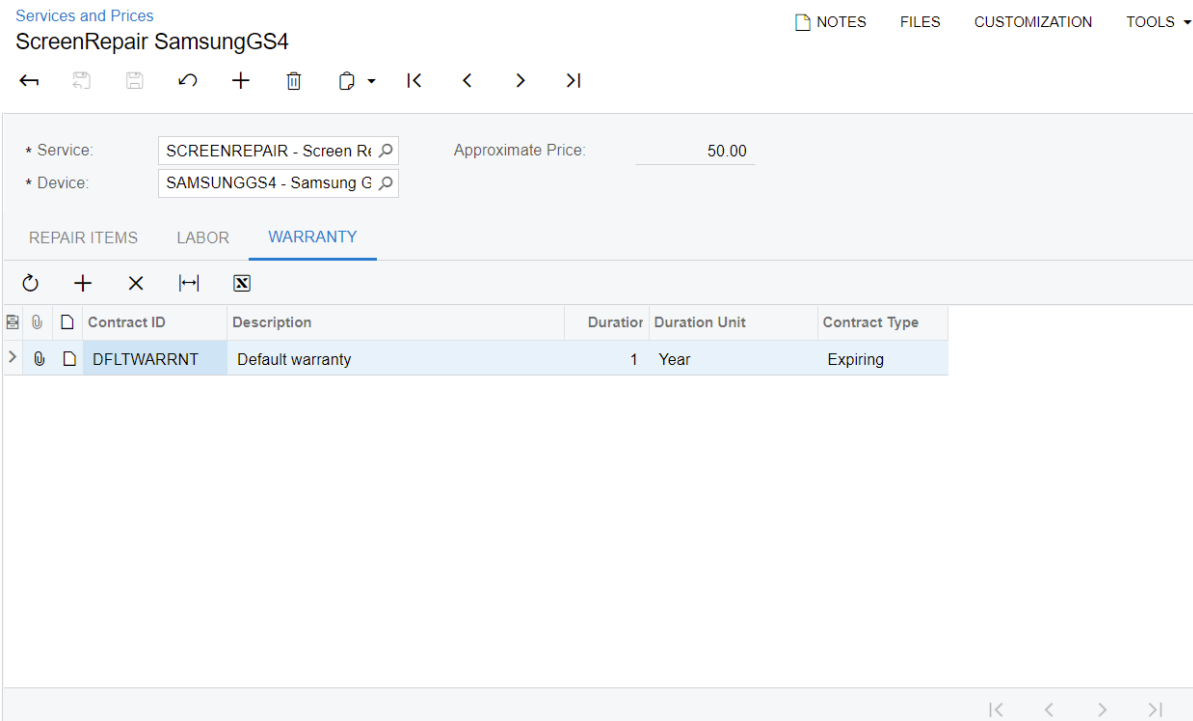 Services and Prices
ScreenRepair SamsungGS4
NOTES FILES CUSTOMIZATION TOOLS
* Service: SCREENREPAIR - Screen Re Approximate Price: 50.00
* Device: SAMSUNGGS4 - Samsung G
REPAIR ITEMS LABOR WARRANTY
Contract ID Description Duration Duration Unit Contract Type
DFLTWARRNT Default warranty 1 Year Expiring